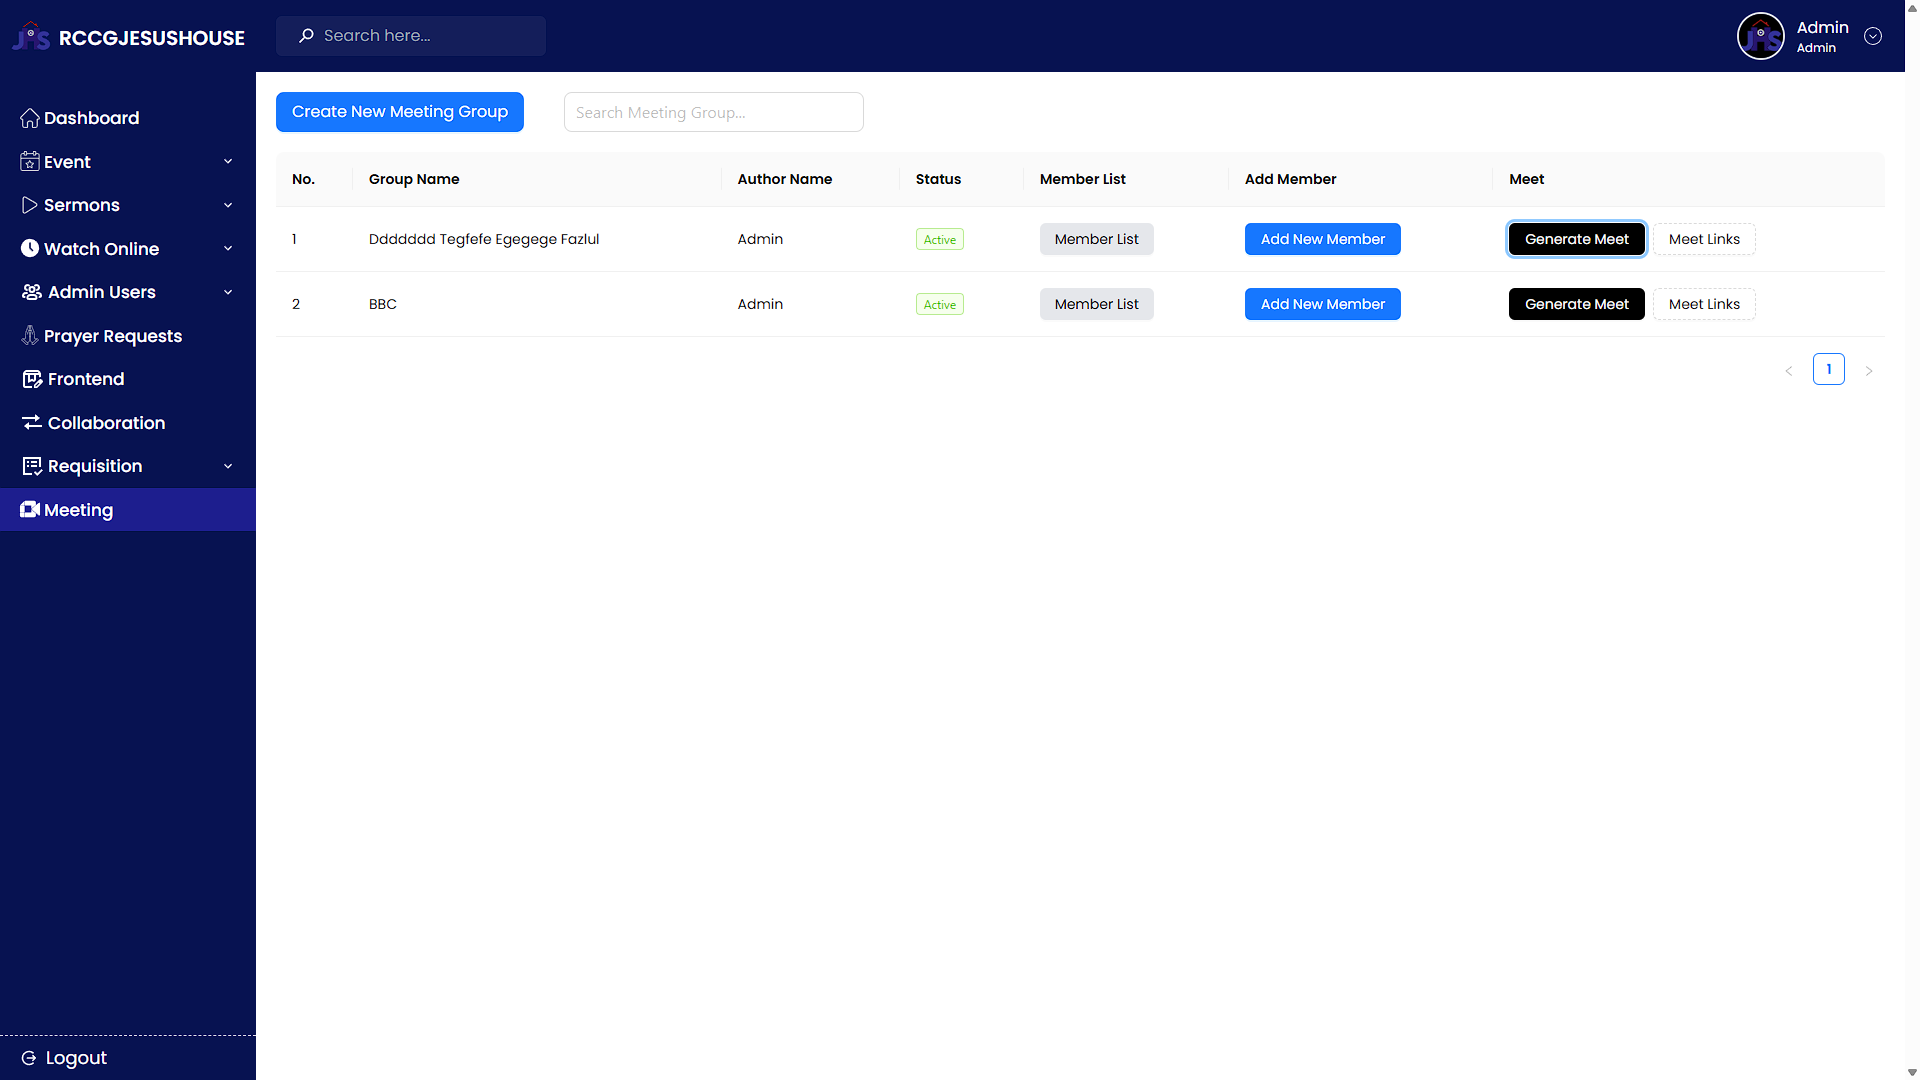 RCCGJESUSHOUSE
Search here...
Admin
Admin
Dashboard
Event
Sermons
Watch Online
Admin Users
Prayer Requests
Frontend
Collaboration
Requisition
Meeting
Logout
Create New Meeting Group
Search Meeting Group...
No. Group Name Author Name Status Member List Add Member Meet
1 Ddddddd Tegfefe Egegege Fazlul Admin Active Member List Add New Member Generate Meet Meet Links
2 BBC Admin Active Member List Add New Member Generate Meet Meet Links
< 1 >